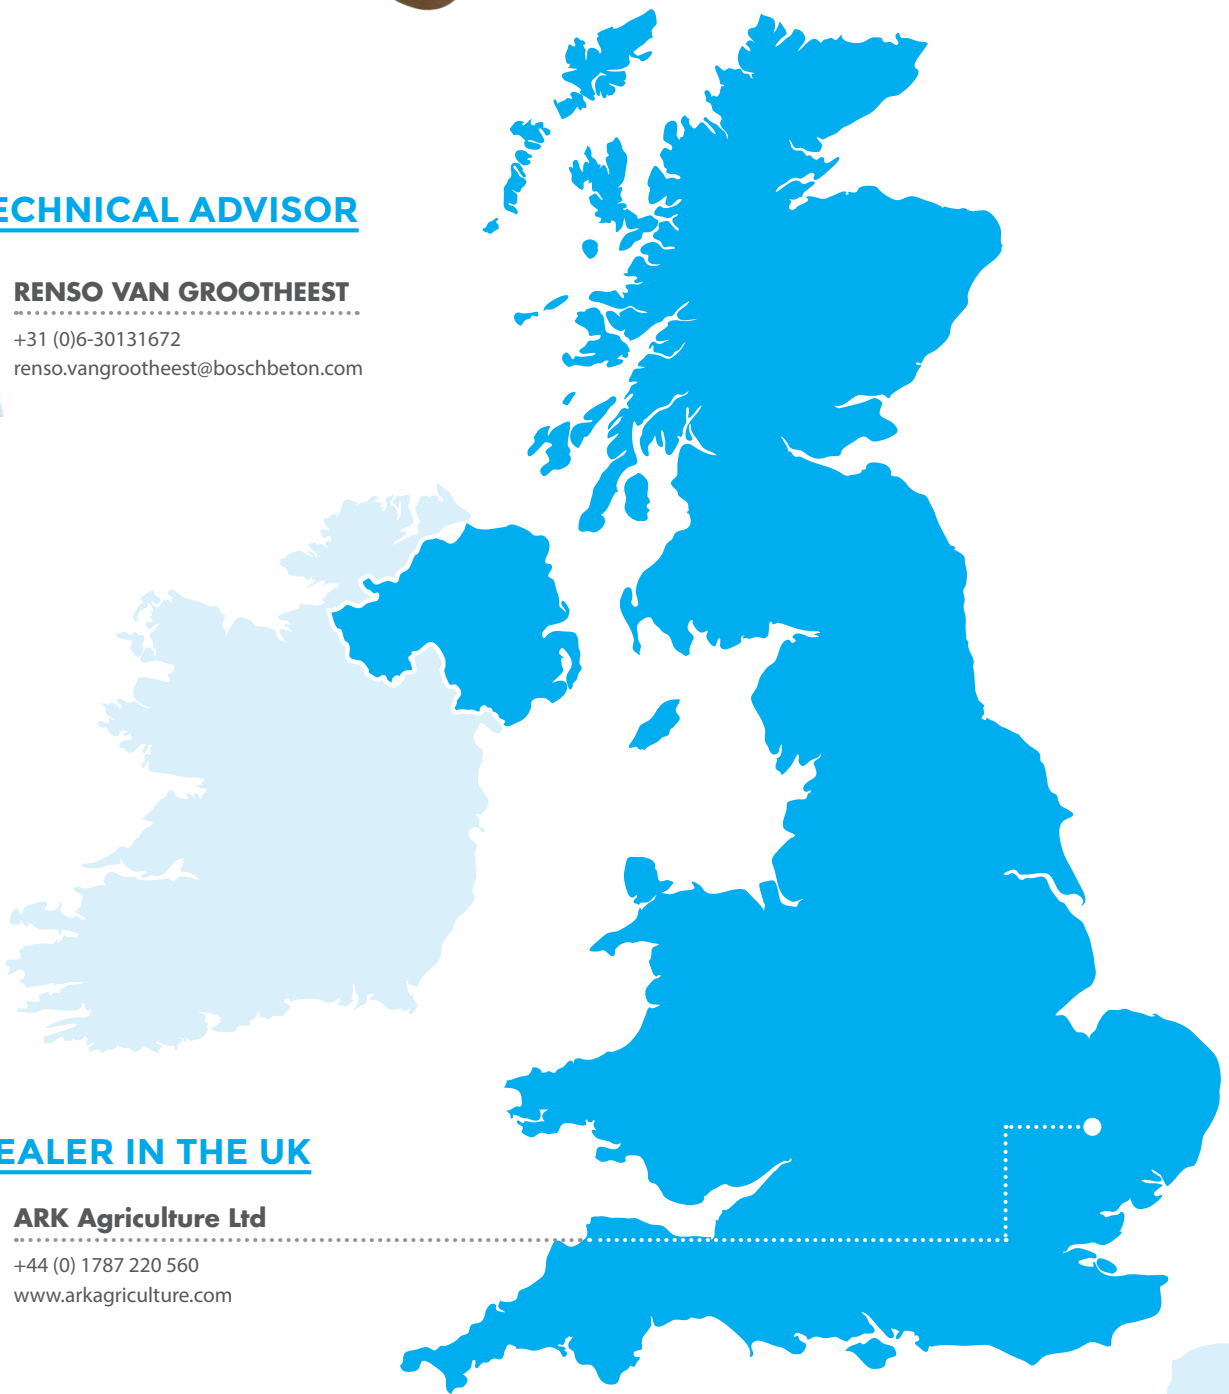 ECHNICAL ADVISOR
RENSO VAN GROOTHEEST
+31 (0)6-30131672
renso.vangrootheest@boschbeton.com
EALER IN THE UK
ARK Agriculture Ltd
+44 (0) 1787 220 560
www.arkagriculture.com